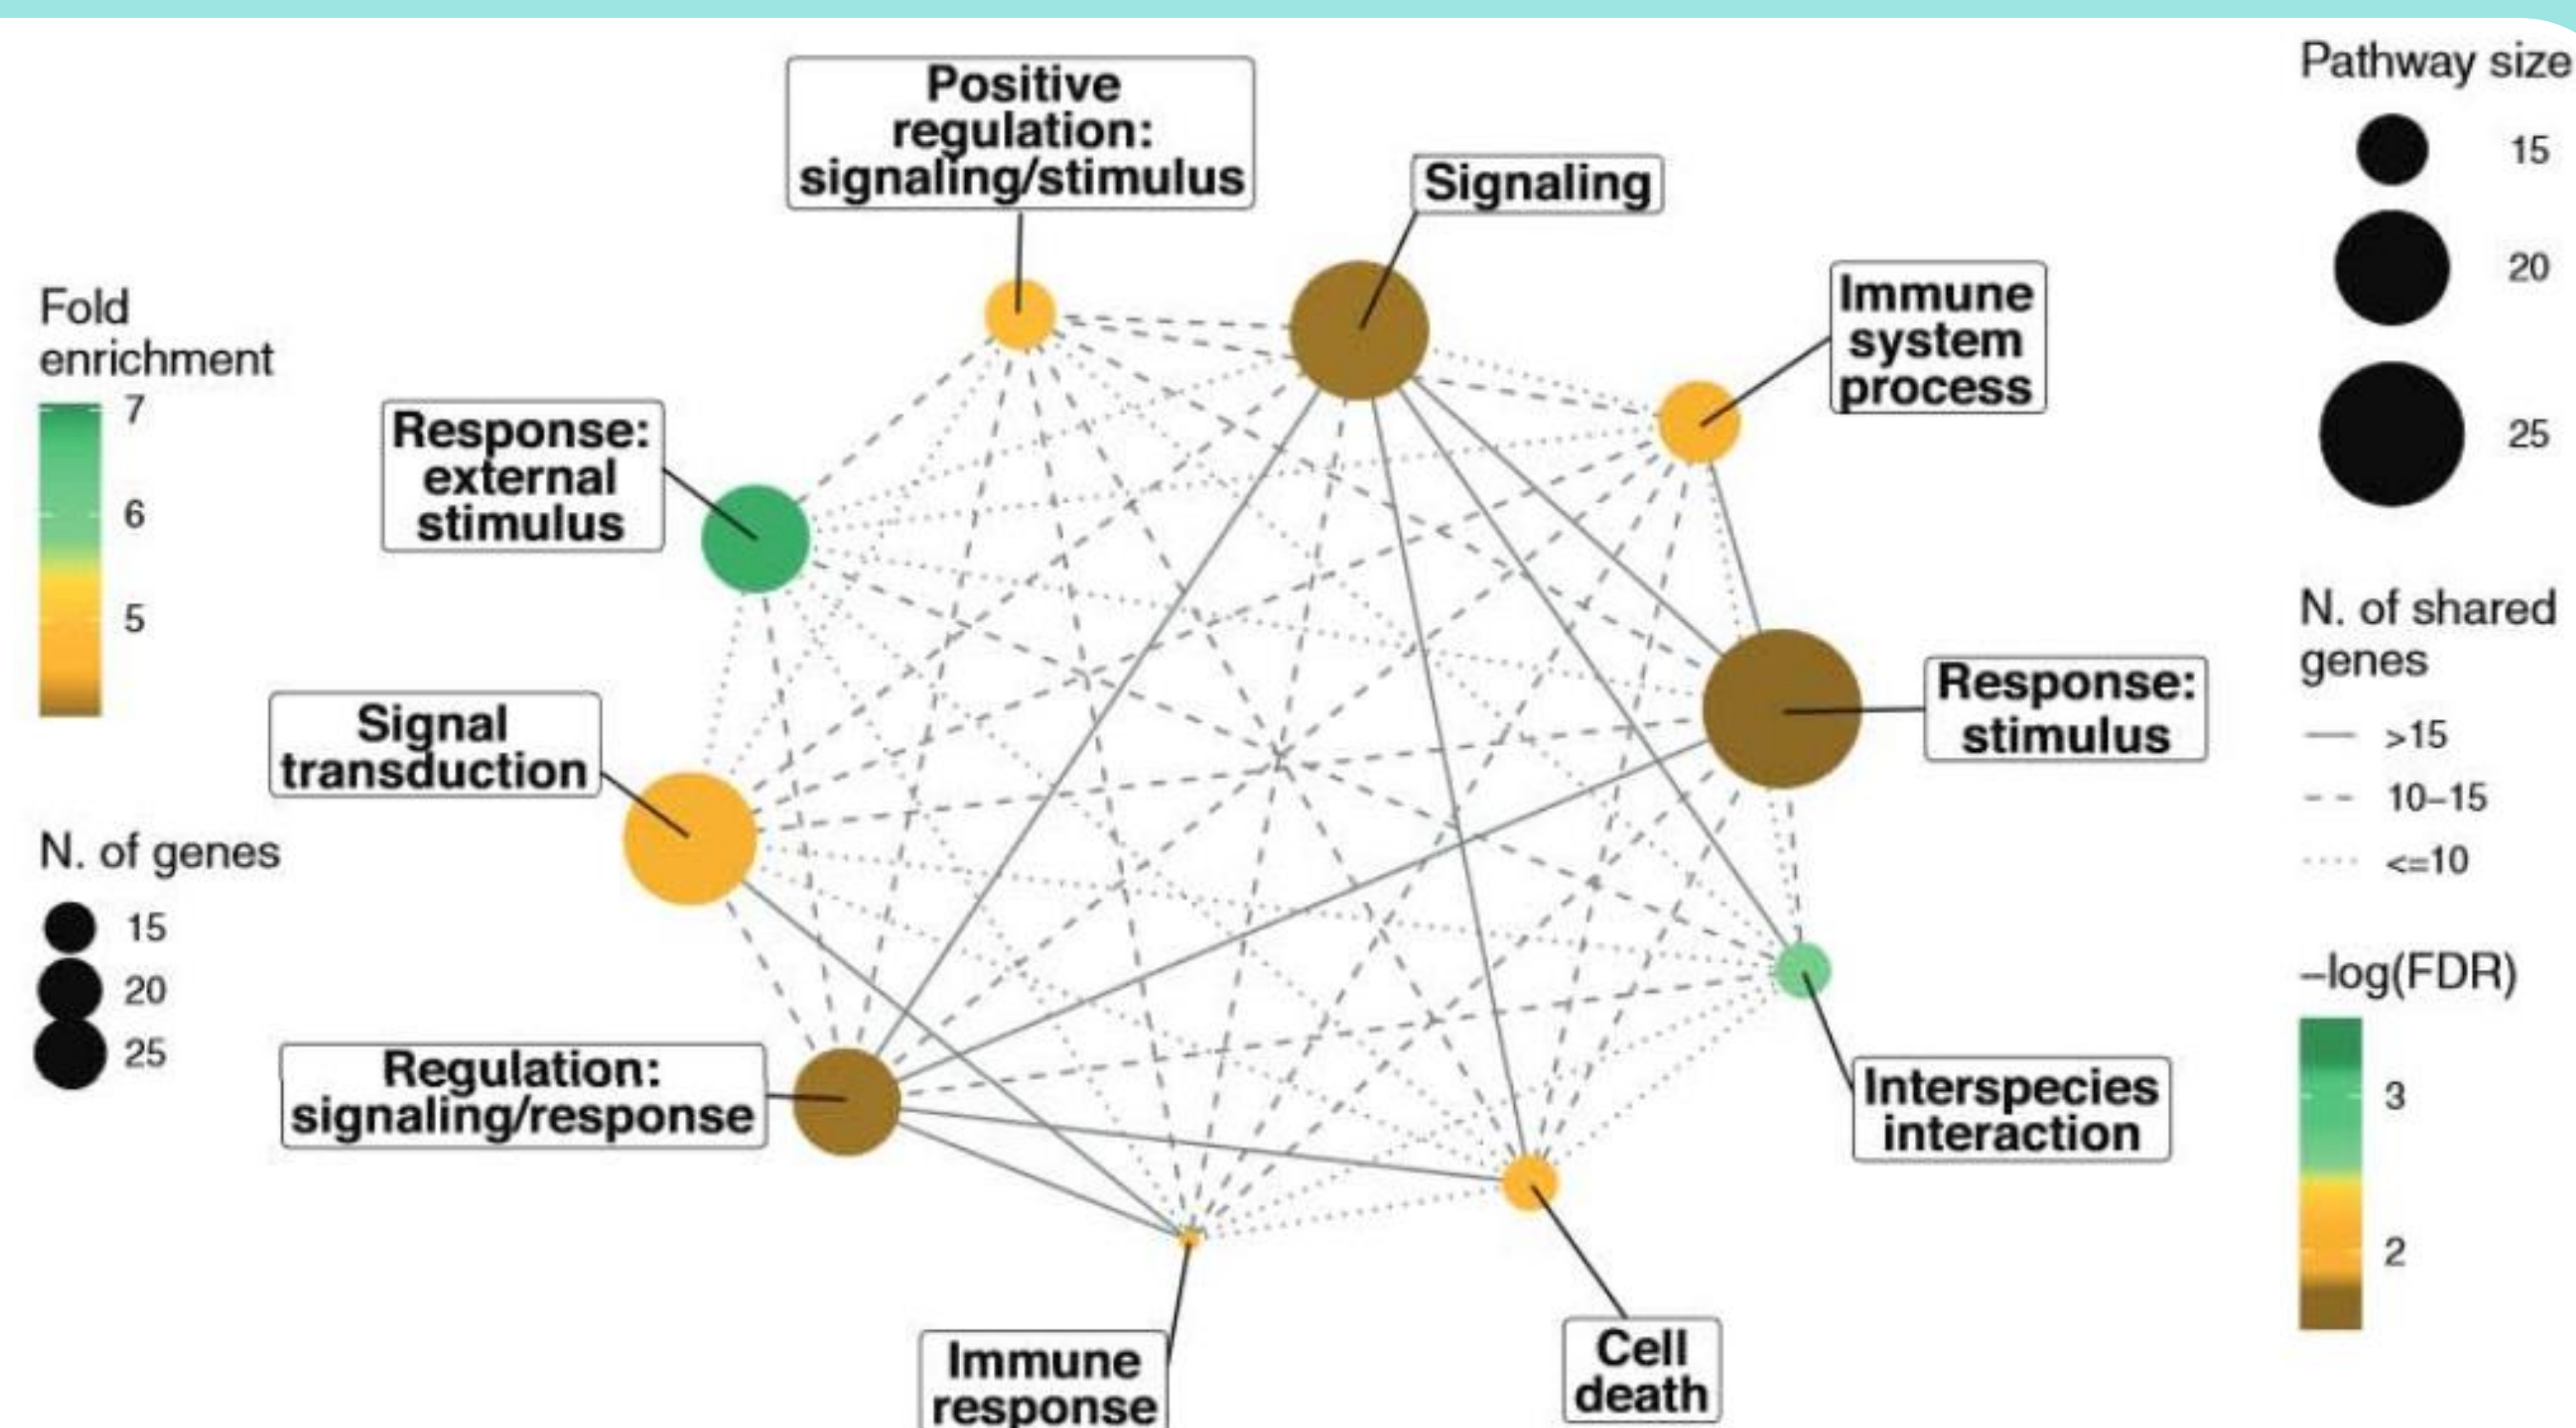 Positive
regulation:
signaling/stimulus
Signaling
Immune
system
process
Response:
external
stimulus
Signal
transduction
Response:
stimulus
Regulation:
signaling/response
Interspecies
interaction
Immune
response
Cell
death
Fold
enrichment
7
6
5
N. of genes
15
20
25
Pathway size
15
20
25
N. of shared
genes
>15
10–15
<=10
–log(FDR)
3
2